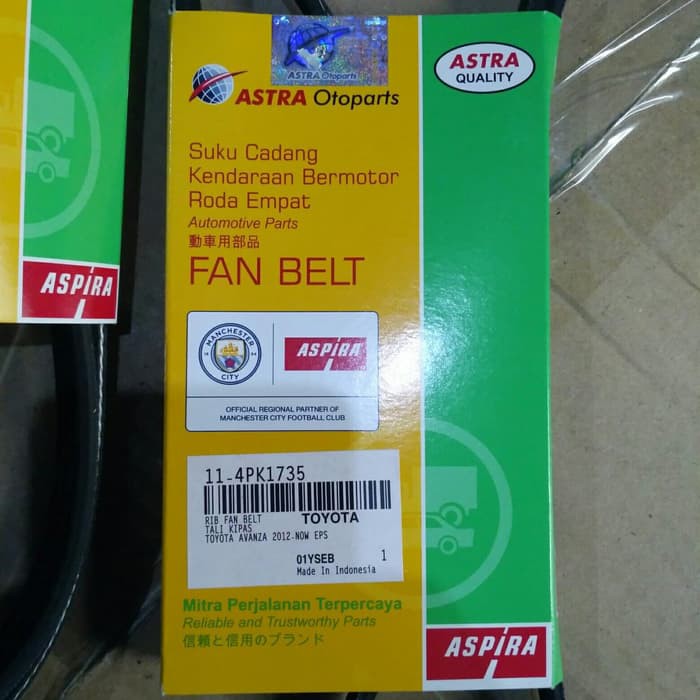 ASTRA Otoparts
ASTRA Otoparts
ASTRA
QUALITY
Suku Cadang
Kendaraan Bermotor
Roda Empat
Automotive Parts
動車用部品
FAN BELT
MANCHESTER
CITY
ASPIRA
OFFICIAL REGIONAL PARTNER OF
MANCHESTER CITY FOOTBALL CLUB
11-4PK1735
RIB FAN BELT TOYOTA
TALI KIPAS
TOYOTA AVANZA 2012-NOW EPS
01YSEB 1
Made In Indonesia
Mitra Perjalanan Terpercaya
Reliable and Trustworthy Parts
信頼と信用のブランド
ASPIRA
ASPIRA